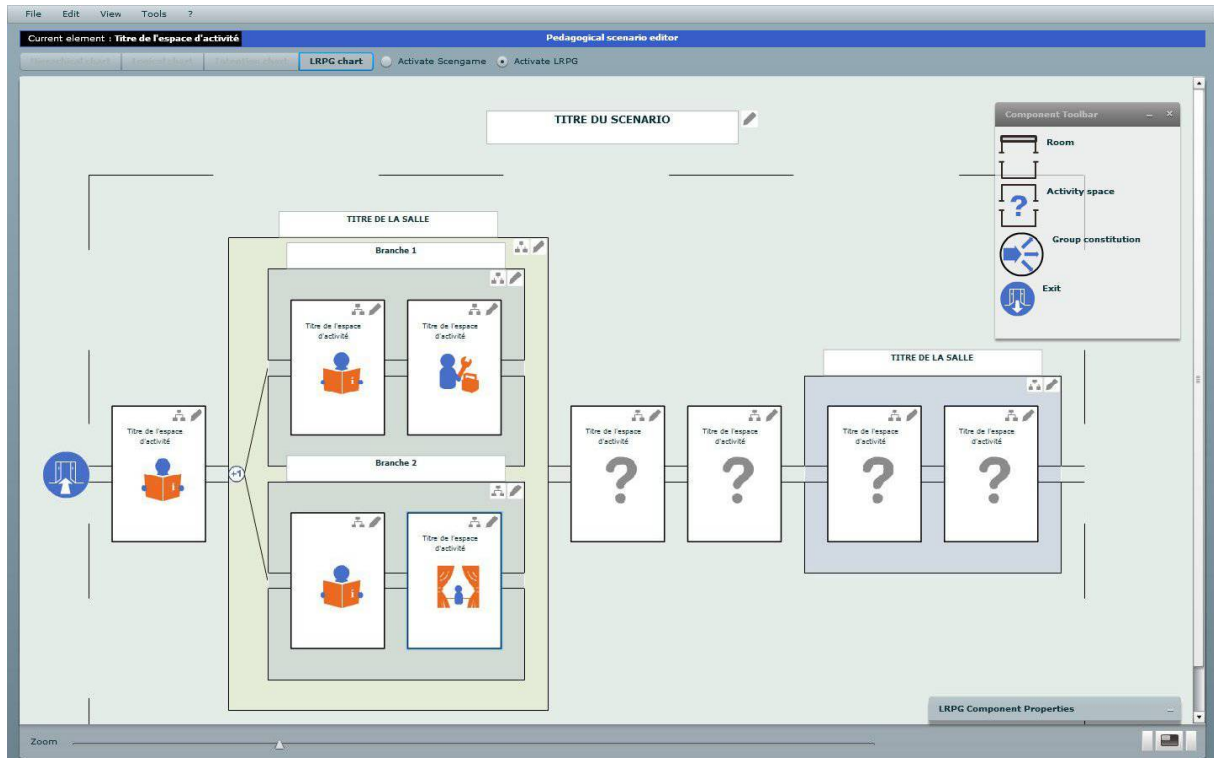 File Edit View Tools ?
Current element : Titre de l'espace d'activité
Pedagogical scenario editor
LRPG chart
Activate Scengame
Activate LRPG
TITRE DU SCENARIO
Component Toolbar
Room
Activity space
?
Group constitution
Exit
TITRE DE LA SALLE
Branche 1
Titre de l'espace
d'activité
i
Titre de l'espace
d'activité
TITRE DE LA SALLE
Titre de l'espace
d'activité
i
+1
Titre de l'espace
d'activité
?
Titre de l'espace
d'activité
?
Titre de l'espace
d'activité
?
Titre de l'espace
d'activité
?
Branche 2
i
Titre de l'espace
d'activité
LRPG Component Properties
Zoom